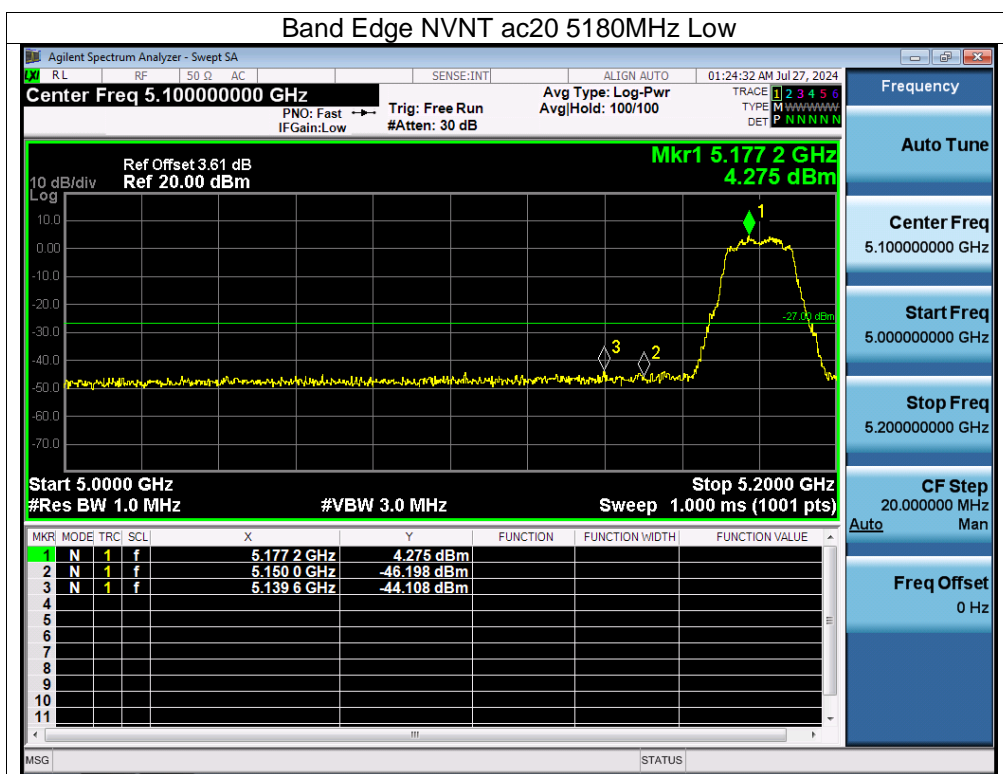 Band Edge NVNT ac20 5180MHz Low
Agilent Spectrum Analyzer - Swept SA
LXI RL RF 50 Ω AC SENSE:INT ALIGN AUTO 01:24:32 AM Jul 27, 2024
Center Freq 5.100000000 GHz
PNO: Fast
IFGain:Low
Trig: Free Run
#Atten: 30 dB
Avg Type: Log-Pwr
Avg|Hold: 100/100
TRACE 1 2 3 4 5 6
TYPE M WWWWW
DET P N N N N N
Frequency
Auto Tune
Center Freq
5.100000000 GHz
Start Freq
5.000000000 GHz
Stop Freq
5.200000000 GHz
CF Step
20.000000 MHz
Auto Man
Freq Offset
0 Hz
Mkr1 5.177 2 GHz
4.275 dBm
Ref Offset 3.61 dB
10 dB/div Ref 20.00 dBm
Log
10.0
0.00
-10.0
-20.0
-30.0
-40.0
-50.0
-60.0
-70.0
1
-27.00 dBm
3
2
Start 5.0000 GHz Stop 5.2000 GHz
#Res BW 1.0 MHz #VBW 3.0 MHz Sweep 1.000 ms (1001 pts)
MKR MODE TRC SCL X Y FUNCTION FUNCTION WIDTH FUNCTION VALUE
1 N 1 f 5.177 2 GHz 4.275 dBm
2 N 1 f 5.150 0 GHz -46.198 dBm
3 N 1 f 5.139 6 GHz -44.108 dBm
4
5
6
7
8
9
10
11
MSG STATUS